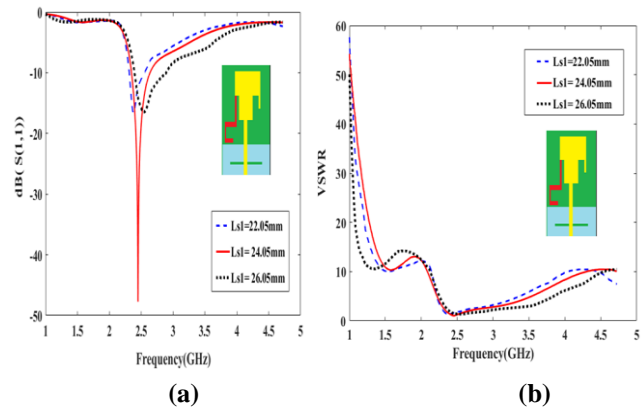 0
-10
-20
-30
-40
-50
1 1.5 2 2.5 3 3.5 4 4.5 5
dB( S(1,1))
Frequency(GHz)
Ls1=22.05mm
Ls1=24.05mm
Ls1=26.05mm
(a)
60
50
40
30
20
10
0
1 1.5 2 2.5 3 3.5 4 4.5 5
VSWR
Frequency(GHz)
Ls1=22.05mm
Ls1= 24.05mm
Ls1= 26.05mm
(b)